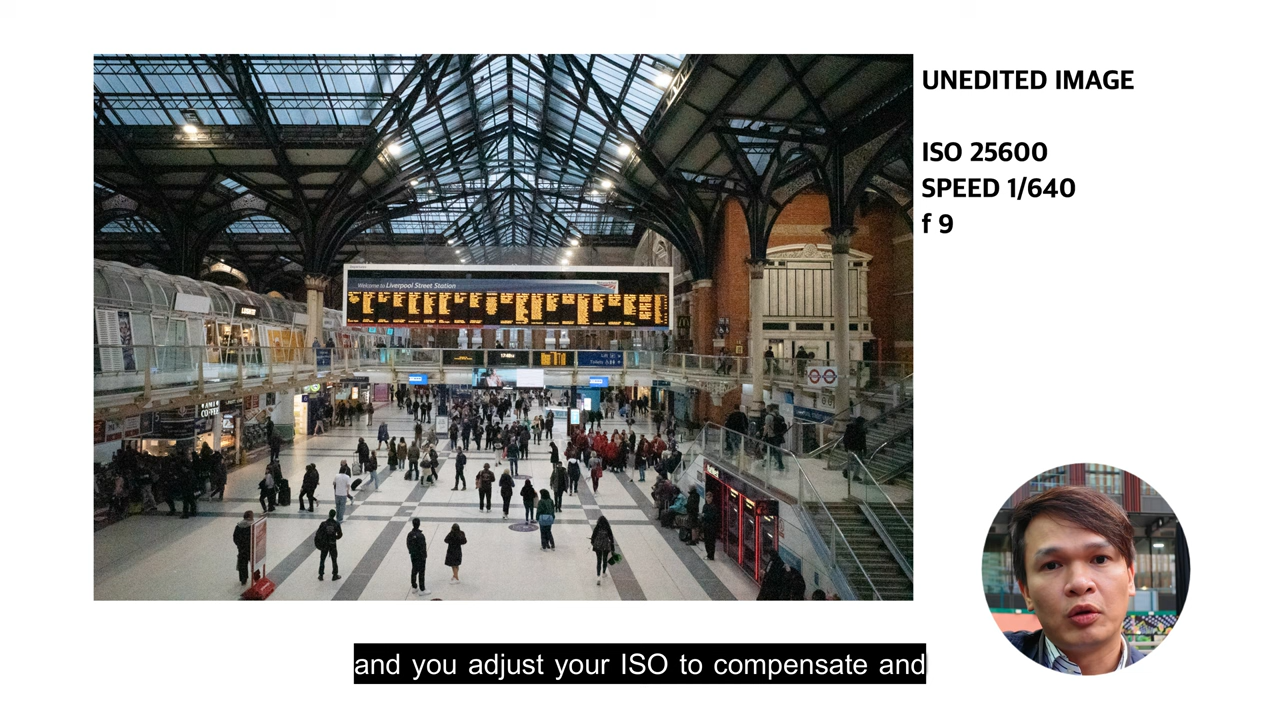 UNEDITED IMAGE
ISO 25600
SPEED 1/640
f 9
Welcome to Liverpool Street Station
and you adjust your ISO to compensate and